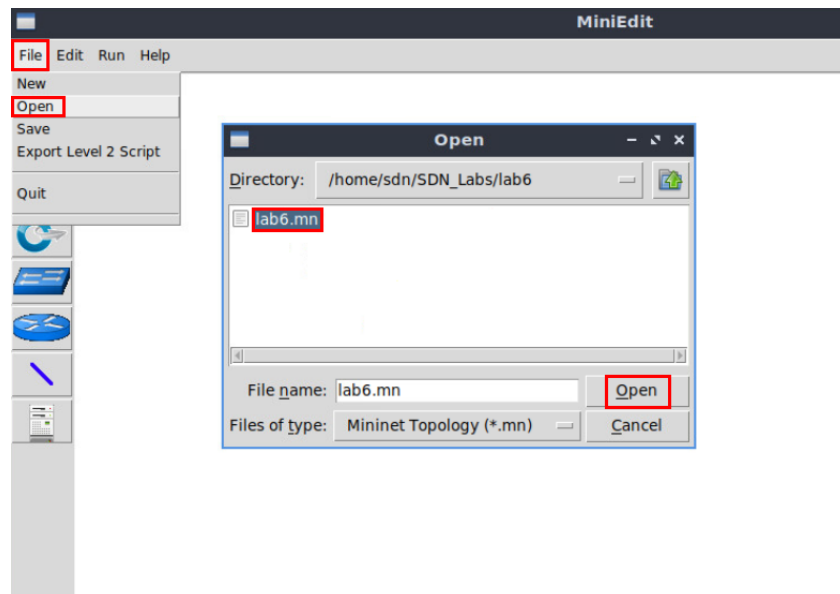 MiniEdit
File Edit Run Help
New
Open
Save
Export Level 2 Script
Quit
Open
Directory: /home/sdn/SDN_Labs/lab6
lab6.mn
File name: lab6.mn Open
Files of type: Mininet Topology (*.mn) Cancel